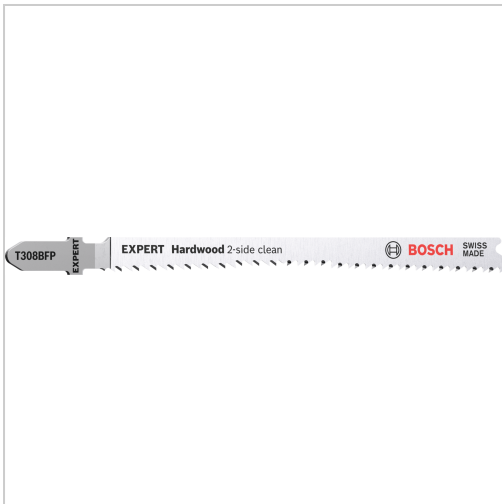 T308BFP
EXPERT
EXPERT Hardwood 2-side clean
BOSCH
SWISS
MADE